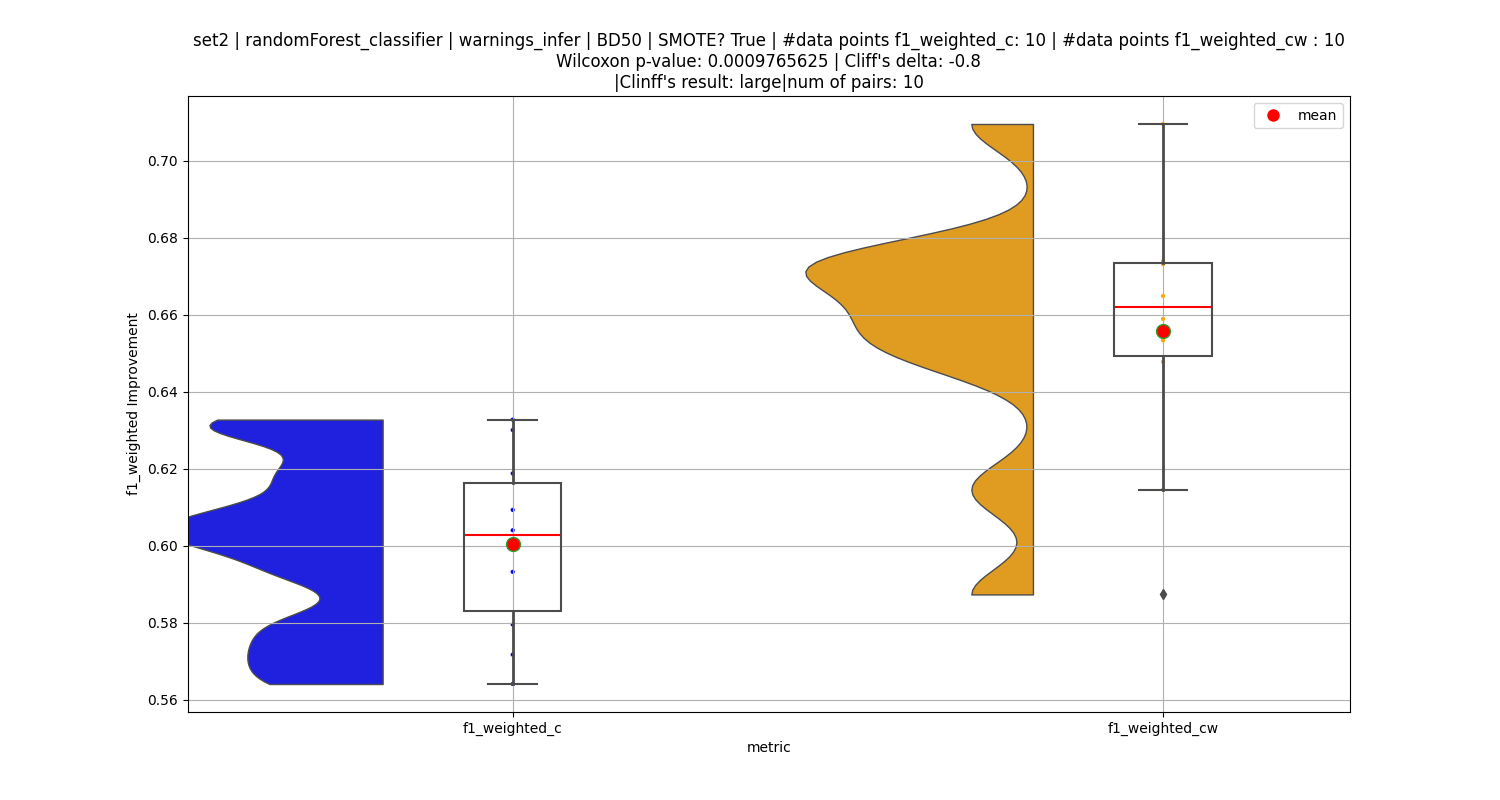 set2 | randomForest_classifier | warnings_infer | BD50 | SMOTE? True | #data points f1_weighted_c: 10 | #data points f1_weighted_cw : 10
Wilcoxon p-value: 0.0009765625 | Cliff's delta: -0.8
|Clinff's result: large|num of pairs: 10
mean
0.70
0.68
0.66
0.64
0.62
0.60
0.58
0.56
f1_weighted Improvement
f1_weighted_c
f1_weighted_cw
metric